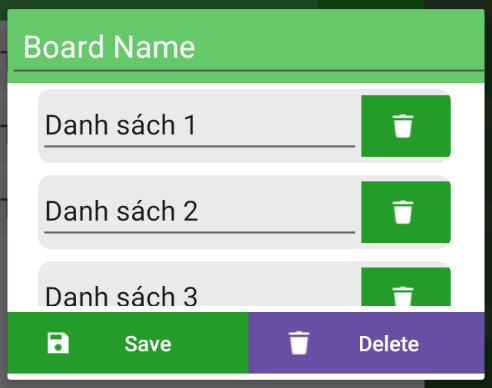 Board Name
Danh sách 1
Danh sách 2
Danh sách 3
Save
Delete